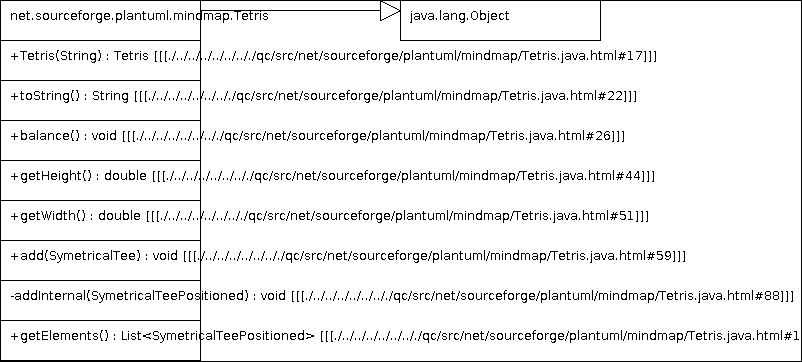 net.sourceforge.plantuml.mindmap.Tetris
java.lang.Object
+Tetris(String) : Tetris [[[./../../../../../../../qc/src/net/sourceforge/plantuml/mindmap/Tetris.java.html#17]]]
+toString() : String [[[./../../../../../../../qc/src/net/sourceforge/plantuml/mindmap/Tetris.java.html#22]]]
+balance() : void [[[./../../../../../../../qc/src/net/sourceforge/plantuml/mindmap/Tetris.java.html#26]]]
+getHeight() : double [[[./../../../../../../../qc/src/net/sourceforge/plantuml/mindmap/Tetris.java.html#44]]]
+getWidth() : double [[[./../../../../../../../qc/src/net/sourceforge/plantuml/mindmap/Tetris.java.html#51]]]
+add(SymetricalTee) : void [[[./../../../../../../../qc/src/net/sourceforge/plantuml/mindmap/Tetris.java.html#59]]]
-addInternal(SymetricalTeePositioned) : void [[[./../../../../../../../qc/src/net/sourceforge/plantuml/mindmap/Tetris.java.html#88]]]
+getElements() : List<SymetricalTeePositioned> [[[./../../../../../../../qc/src/net/sourceforge/plantuml/mindmap/Tetris.java.html#1